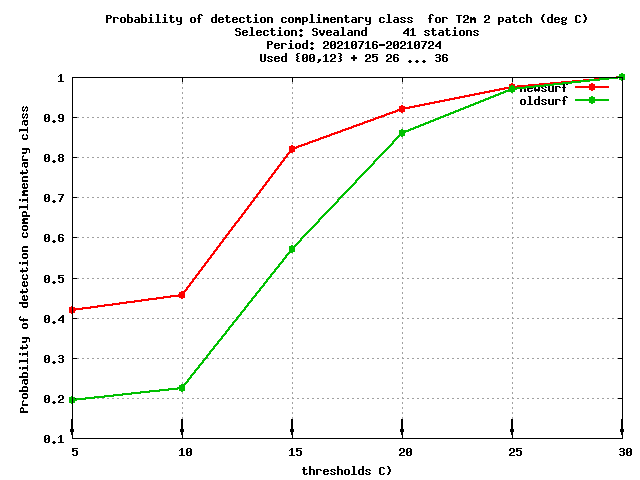 Probability of detection complimentary class  for T2m 2 patch (deg C)
Selection: Svealand     41 stations
Period: 20210716-20210724
Used {00,12} + 25 26 ... 36
newsurf
oldsurf
Probability of detection complimentary class
1
0.9
0.8
0.7
0.6
0.5
0.4
0.3
0.2
0.1
5 10 15 20 25 30
thresholds C)